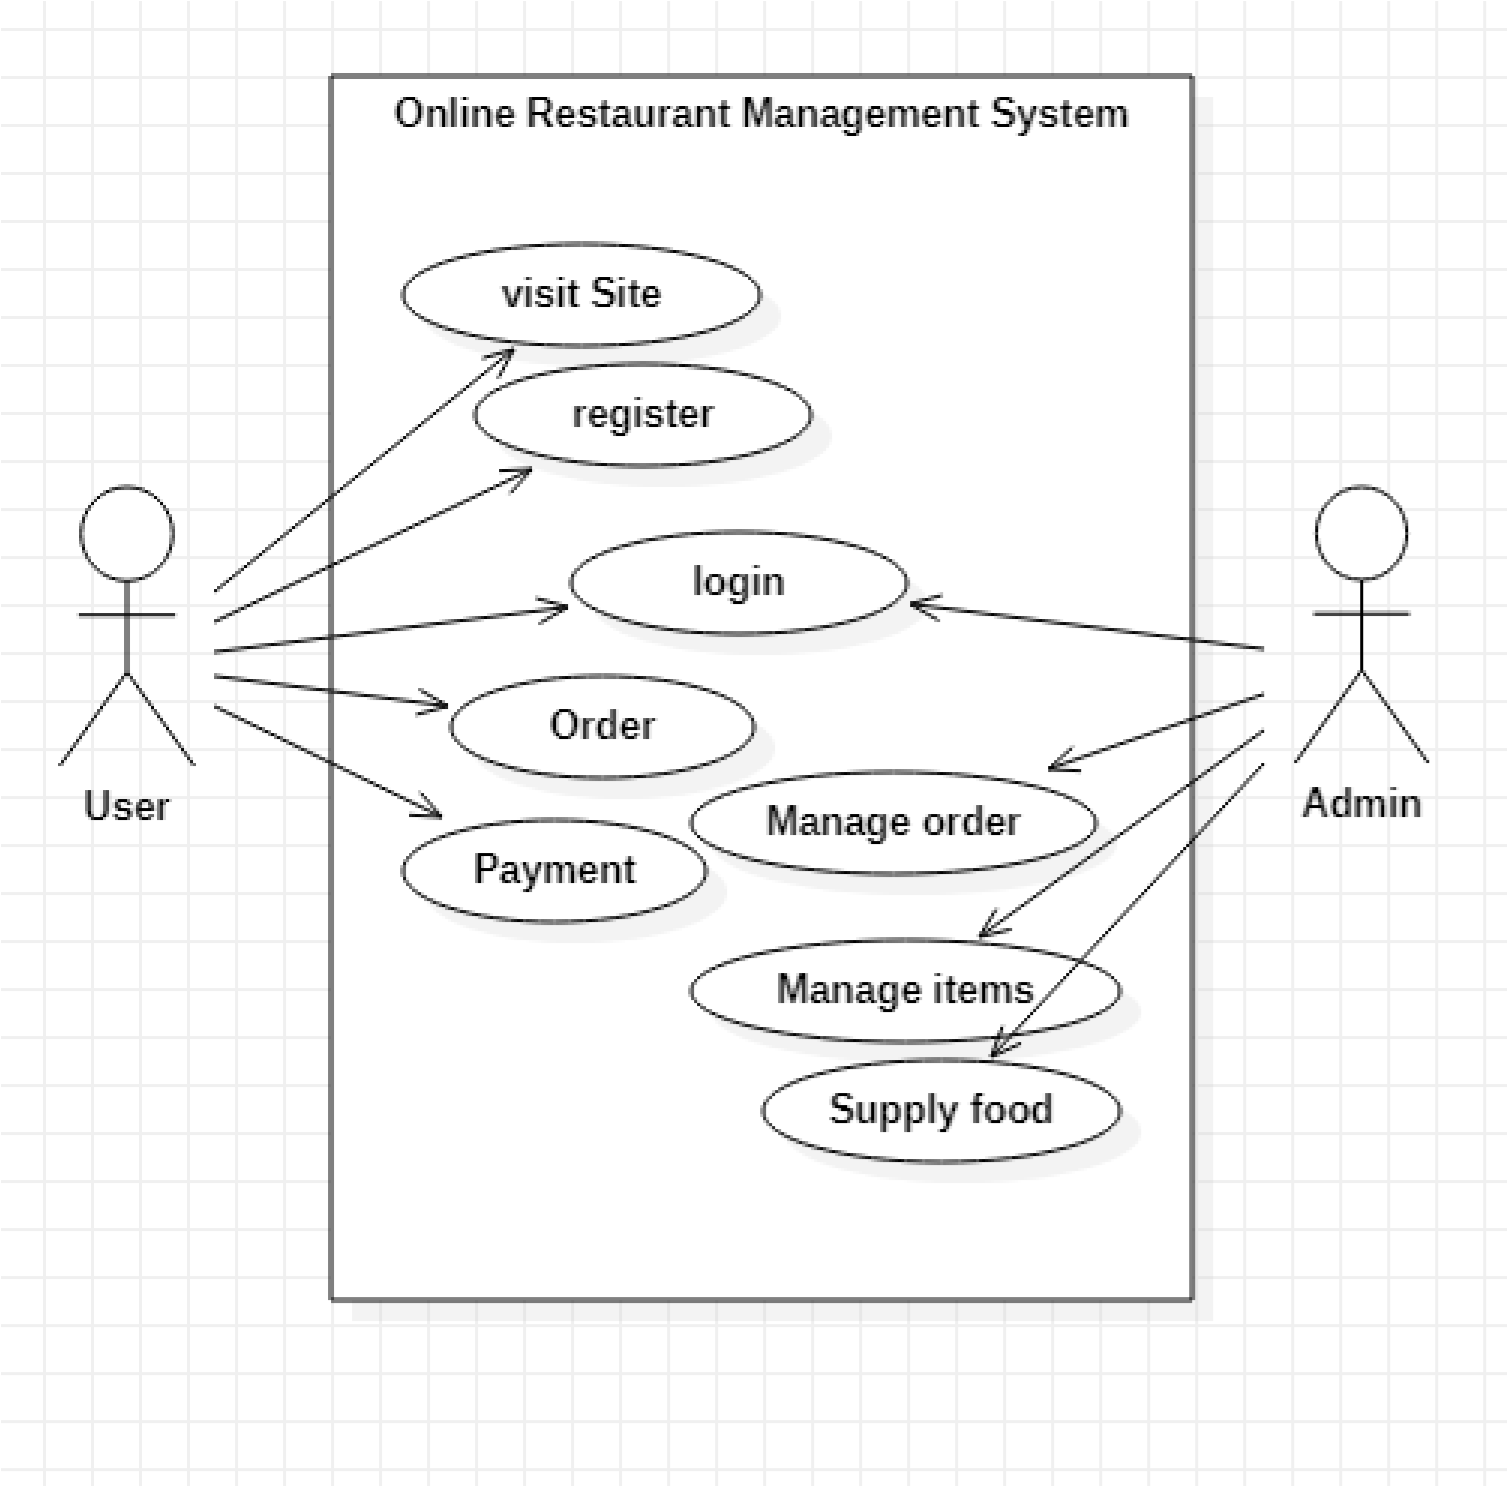 Online Restaurant Management System
visit Site
register
login
Order
User
Admin
Manage order
Payment
Manage items
Supply food